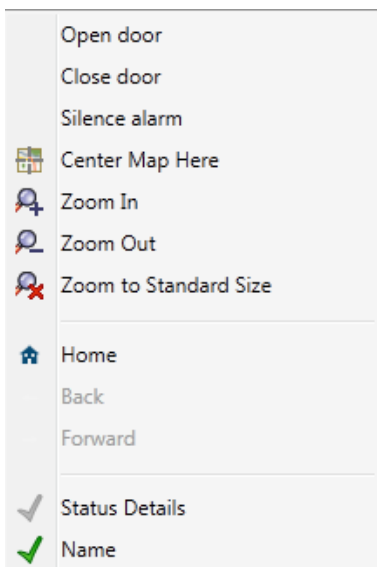 Open door
Close door
Silence alarm
Center Map Here
Zoom In
Zoom Out
Zoom to Standard Size
Home
Back
Forward
Status Details
Name